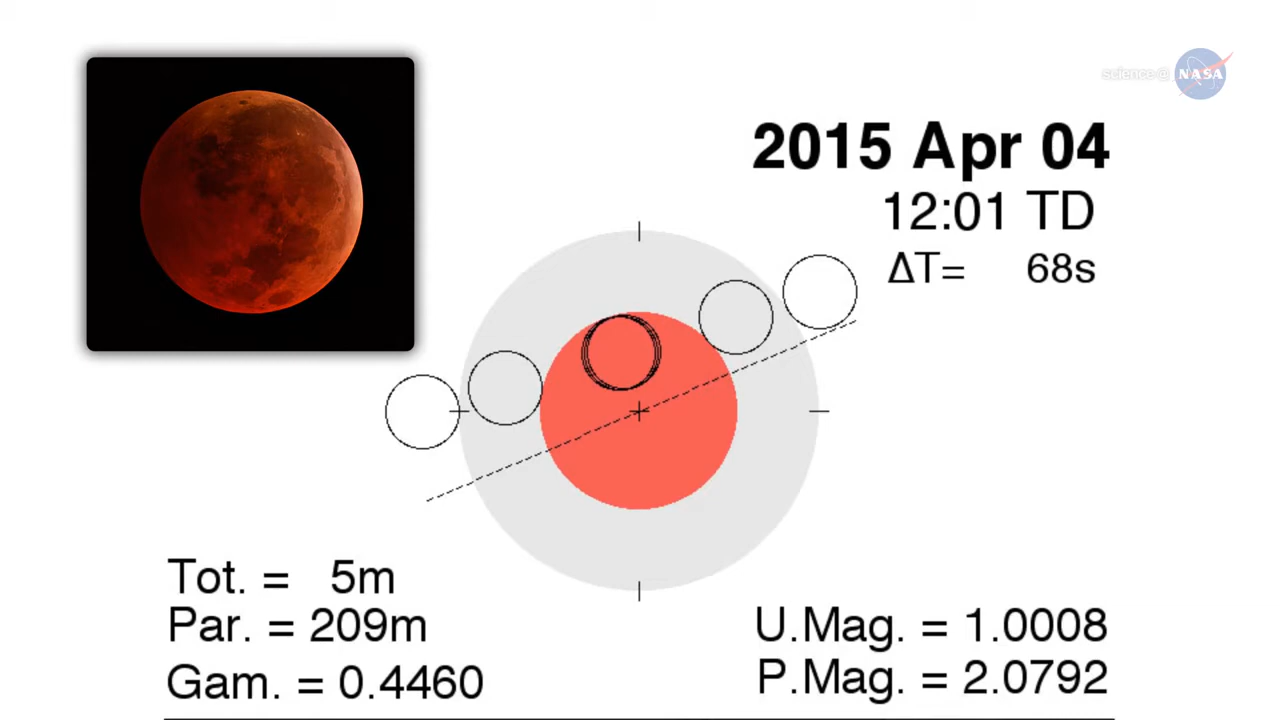 science@NASA
2015 Apr 04
12:01 TD
ΔT= 68s
Tot. = 5m
Par. = 209m
Gam. = 0.4460
U.Mag. = 1.0008
P.Mag. = 2.0792